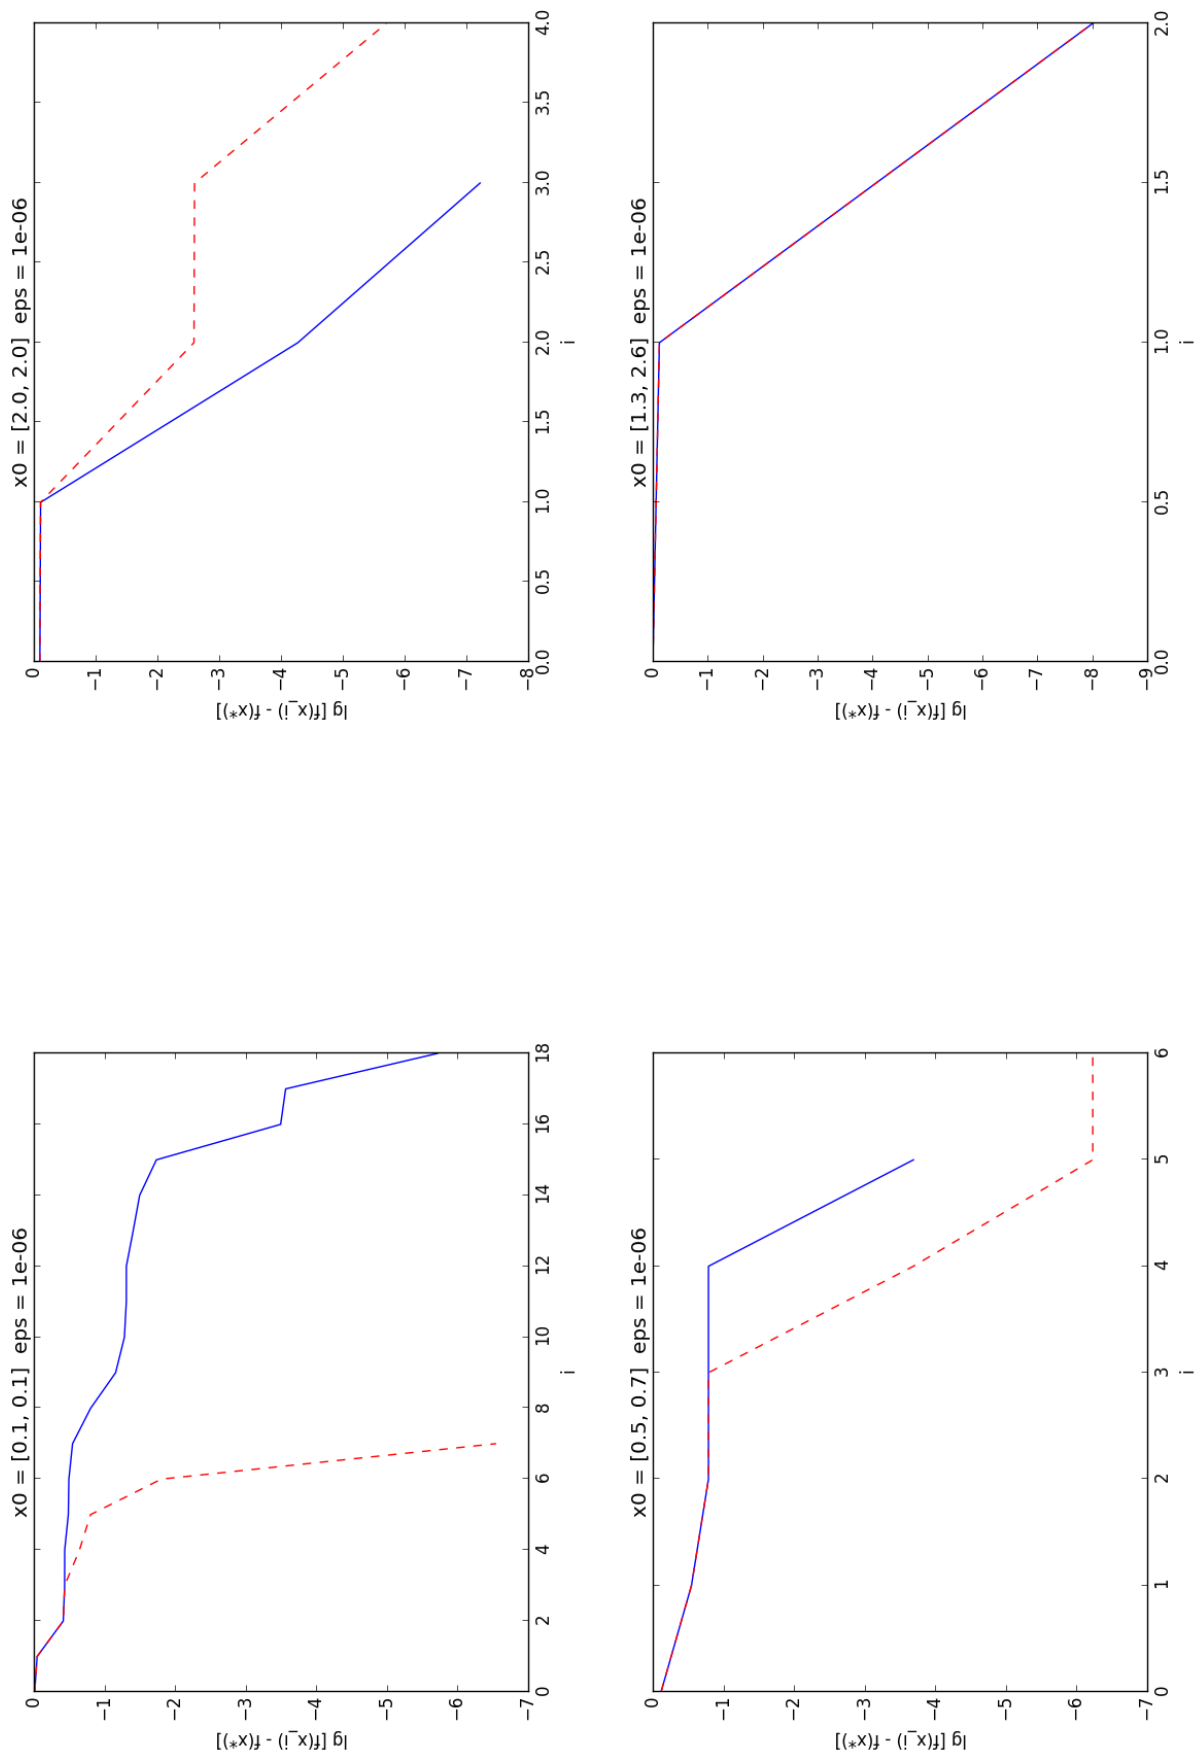 x0 = [0.1, 0.1]  eps = 1e-06
lg [f(x_i) - f(x*)]
0
−1
−2
−3
−4
−5
−6
−7
0 2 4 6 8 10 12 14 16 18
i
x0 = [2.0, 2.0]  eps = 1e-06
lg [f(x_i) - f(x*)]
0
−1
−2
−3
−4
−5
−6
−7
−8
0.0 0.5 1.0 1.5 2.0 2.5 3.0 3.5 4.0
i
x0 = [0.5, 0.7]  eps = 1e-06
lg [f(x_i) - f(x*)]
0
−1
−2
−3
−4
−5
−6
−7
0 1 2 3 4 5 6
i
x0 = [1.3, 2.6]  eps = 1e-06
lg [f(x_i) - f(x*)]
0
−1
−2
−3
−4
−5
−6
−7
−8
−9
0.0 0.5 1.0 1.5 2.0
i